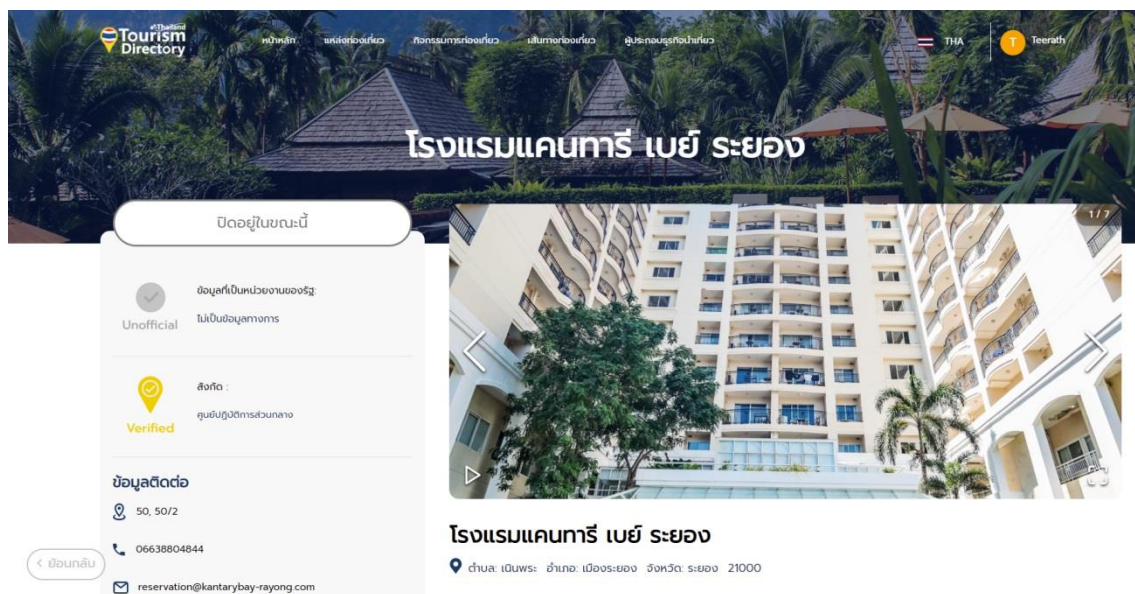 Thailand
Tourism
Directory
หน้าหลัก แหล่งท่องเที่ยว กิจกรรมการท่องเที่ยว เส้นทางท่องเที่ยว ผู้ประกอบธุรกิจนำเที่ยว THA T Teerath
โรงแรมแคนทารี เบย์ ระยอง
ปิดอยู่ในขณะนี้
ข้อมูลที่เป็นหน่วยงานของรัฐ:
Unofficial
ไม่เป็นข้อมูลทางการ
สังกัด :
ศูนย์ปฏิบัติการส่วนกลาง
Verified
ข้อมูลติดต่อ
50, 50/2
06638804844
reservation@kantarybay-rayong.com
< ย้อนกลับ
1 / 7
โรงแรมแคนทารี เบย์ ระยอง
ตำบล: เนินพระ อำเภอ: เมืองระยอง จังหวัด: ระยอง 21000